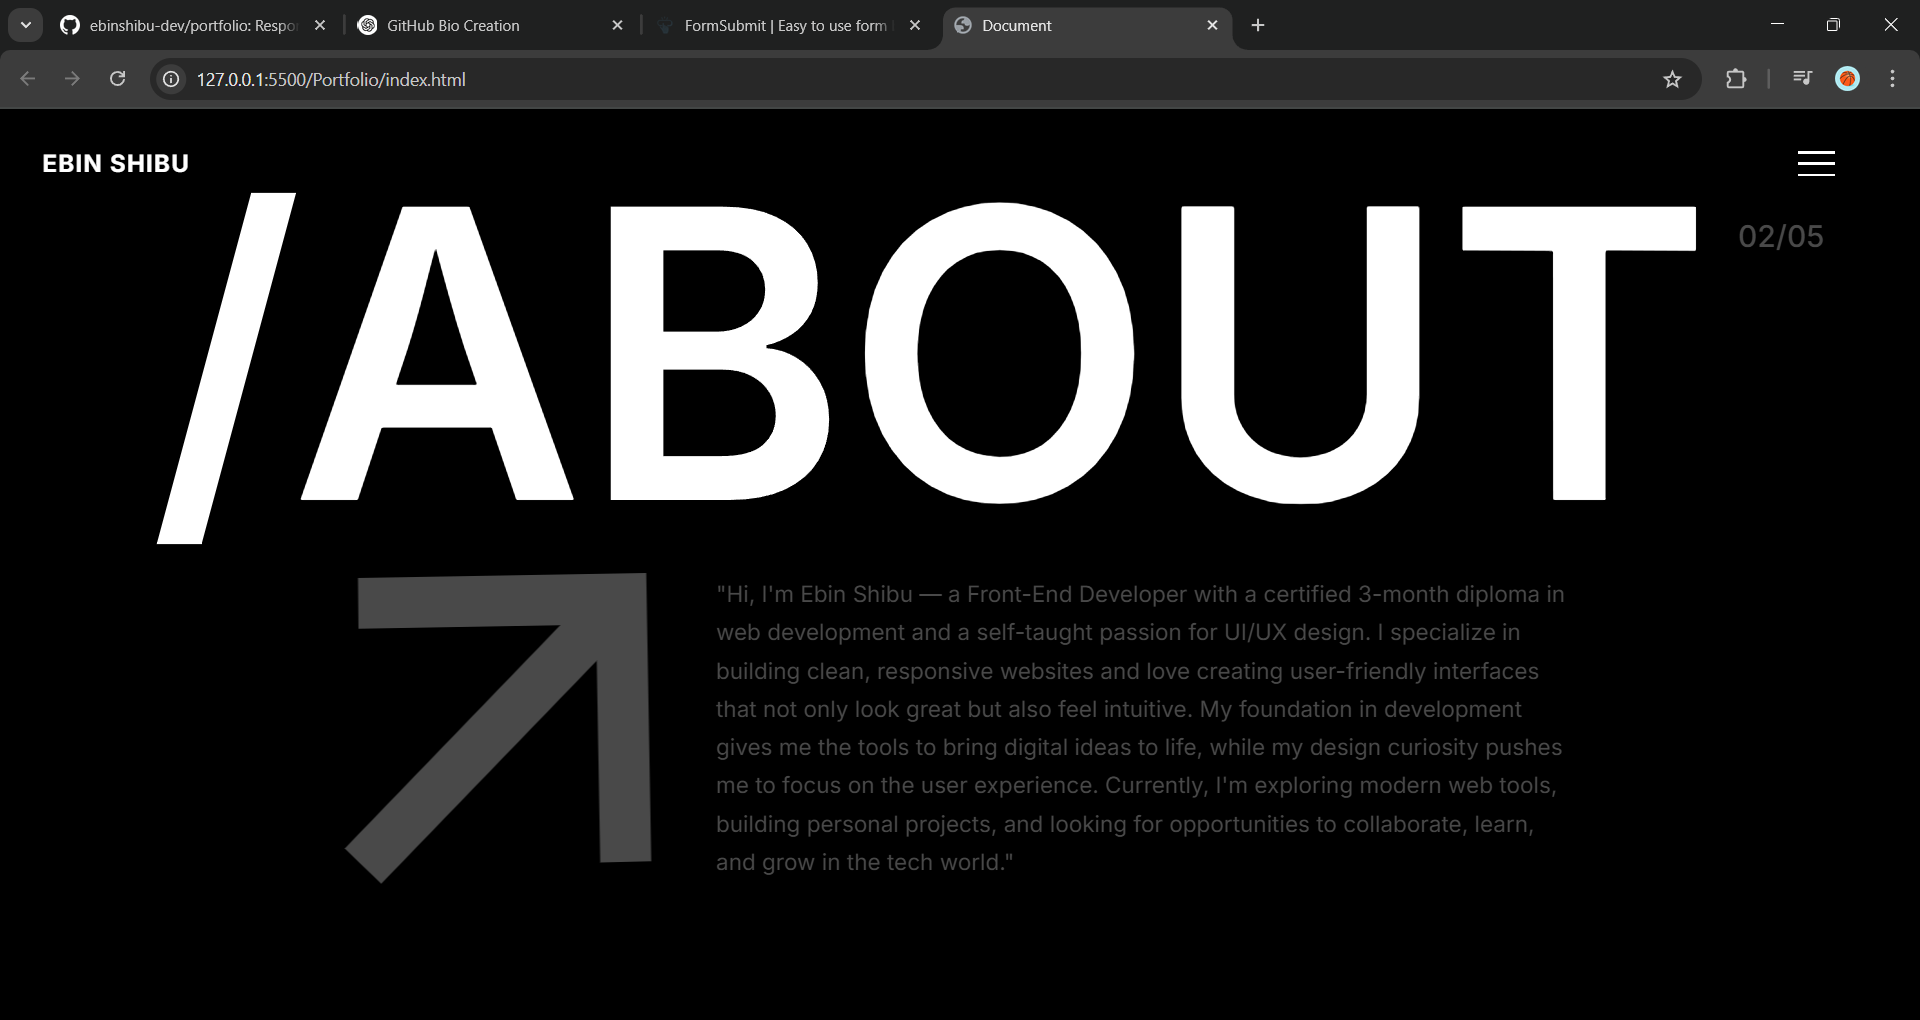 ebinshibu-dev/portfolio: Respo
GitHub Bio Creation
FormSubmit | Easy to use form
Document
127.0.0.1:5500/Portfolio/index.html
EBIN SHIBU
/ABOUT
02/05
"Hi, I'm Ebin Shibu — a Front-End Developer with a certified 3-month diploma in
web development and a self-taught passion for UI/UX design. I specialize in
building clean, responsive websites and love creating user-friendly interfaces
that not only look great but also feel intuitive. My foundation in development
gives me the tools to bring digital ideas to life, while my design curiosity pushes
me to focus on the user experience. Currently, I'm exploring modern web tools,
building personal projects, and looking for opportunities to collaborate, learn,
and grow in the tech world."